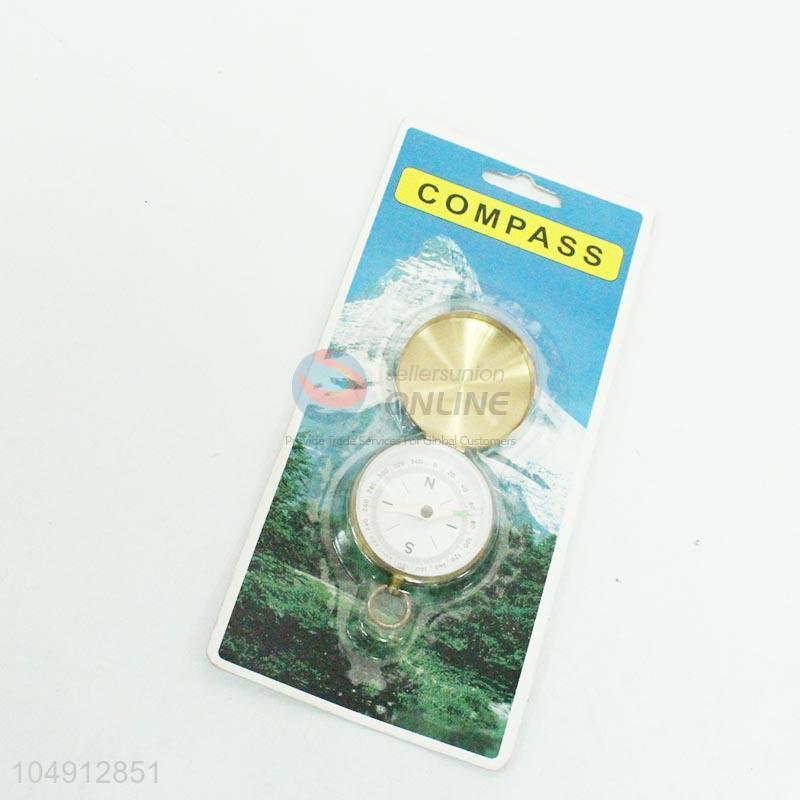 COMPASS
sellersunion
ONLINE
Provide Trade Services For Global Customers
N
S
104912851